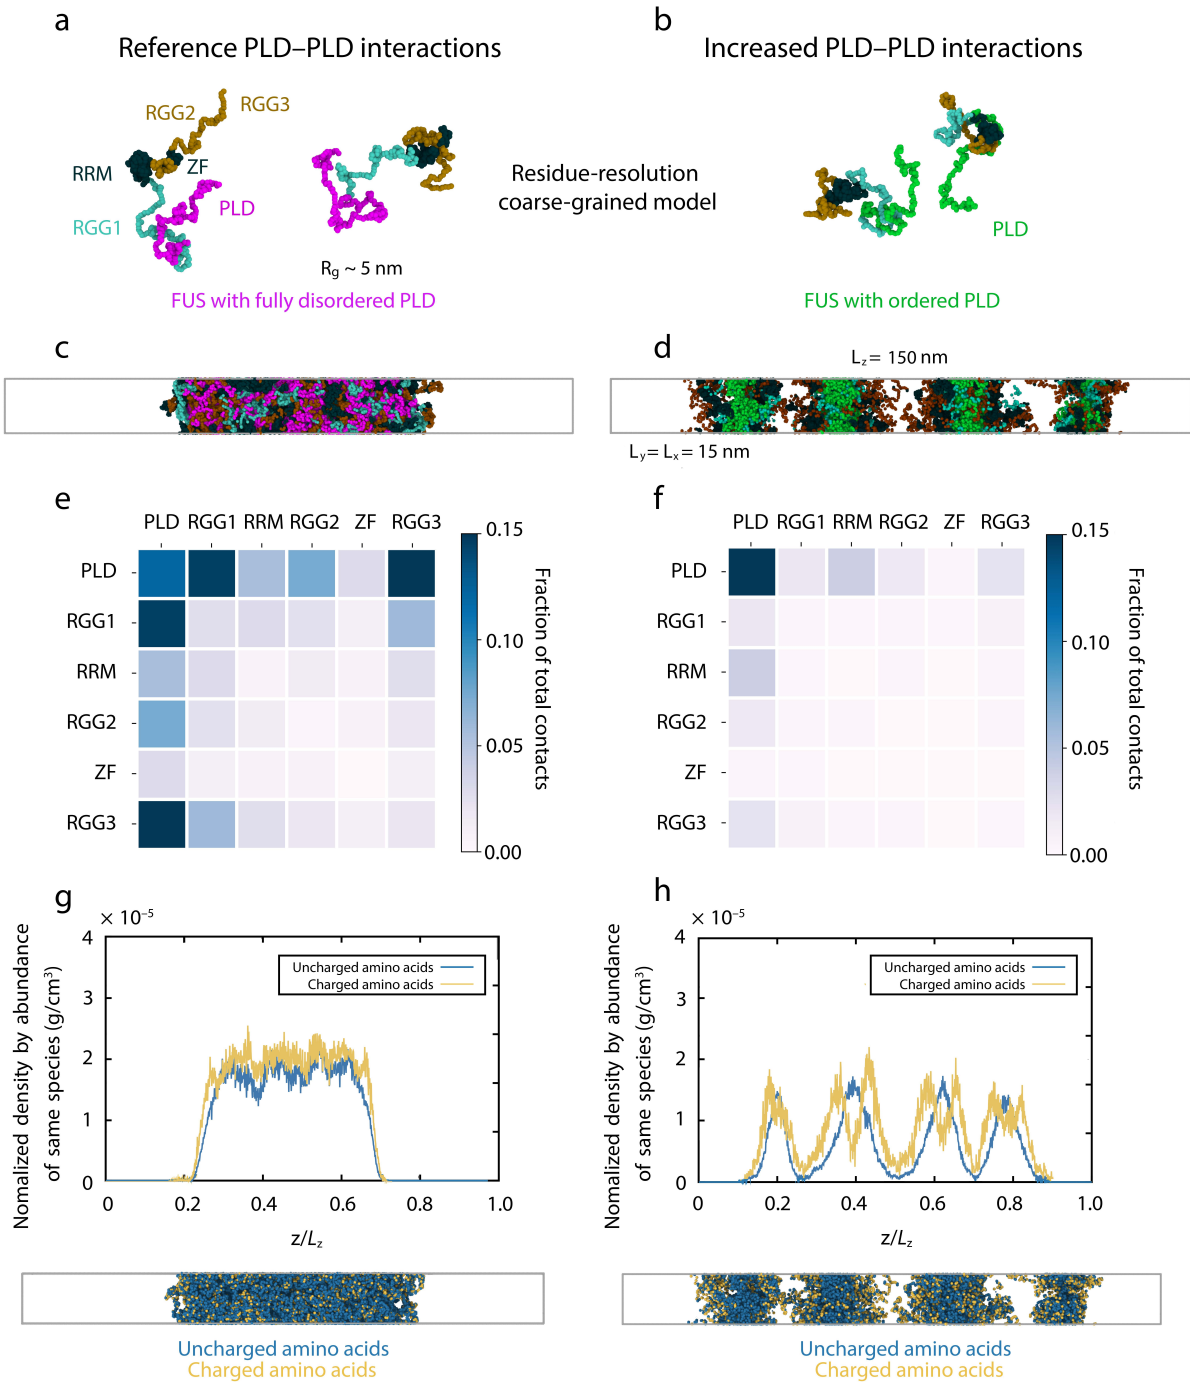 a
Reference PLD–PLD interactions
RGG2
RGG3
RRM
ZF
PLD
RGG1
Rg ~ 5 nm
FUS with fully disordered PLD
b
Increased PLD–PLD interactions
Residue-resolution
coarse-grained model
PLD
FUS with ordered PLD
c
d
Lz = 150 nm
Ly = Lx = 15 nm
e
PLD RGG1 RRM RGG2 ZF RGG3
PLD
RGG1
RRM
RGG2
ZF
RGG3
0.15
0.10
0.05
0.00
Fraction of total contacts
f
PLD RGG1 RRM RGG2 ZF RGG3
PLD
RGG1
RRM
RGG2
ZF
RGG3
0.15
0.10
0.05
0.00
Fraction of total contacts
g
× 10⁻⁵
Nomalized density by abundance
of same species (g/cm³)
4
3
2
1
0
Uncharged amino acids
Charged amino acids
0 0.2 0.4 0.6 0.8 1.0
z/Lz
Uncharged amino acids
Charged amino acids
h
× 10⁻⁵
Nomalized density by abundance
of same species (g/cm³)
4
3
2
1
0
Uncharged amino acids
Charged amino acids
0 0.2 0.4 0.6 0.8 1.0
z/Lz
Uncharged amino acids
Charged amino acids